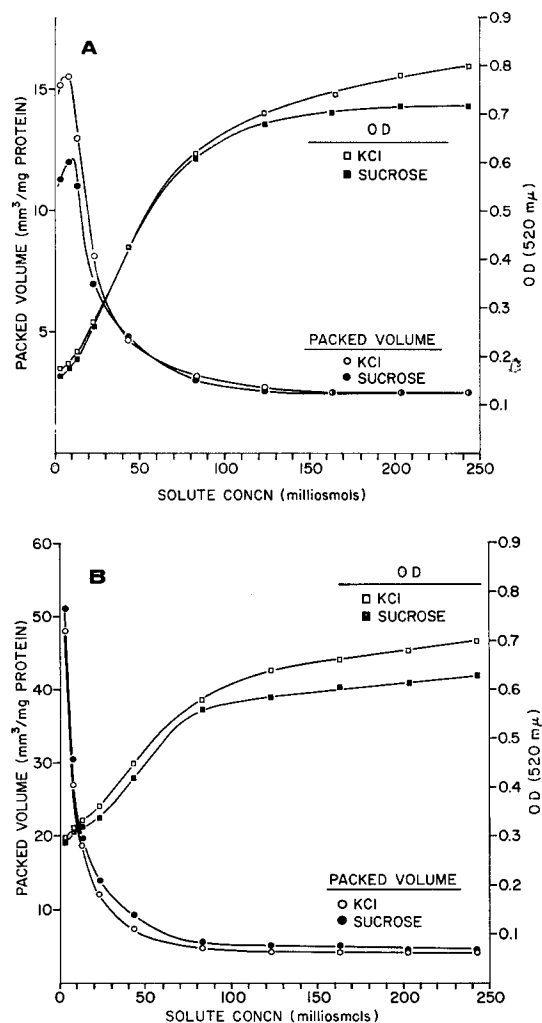 A
0.9
0.8
0.7
0.6
0.5
0.4
0.3
0.2
0.1
OD (520 mμ)
15
10
5
PACKED VOLUME (mm³/mg PROTEIN)
OD
□ KCl
■ SUCROSE
PACKED VOLUME
○ KCl
● SUCROSE
0 50 100 150 200 250
SOLUTE CONCN (milliosmols)
B
60
50
40
30
20
10
PACKED VOLUME (mm³/mg PROTEIN)
0.9
0.8
0.7
0.6
0.5
0.4
0.3
0.2
0.1
OD (520 mμ)
OD
□ KCl
■ SUCROSE
PACKED VOLUME
○ KCl
● SUCROSE
0 50 100 150 200 250
SOLUTE CONCN (milliosmols)